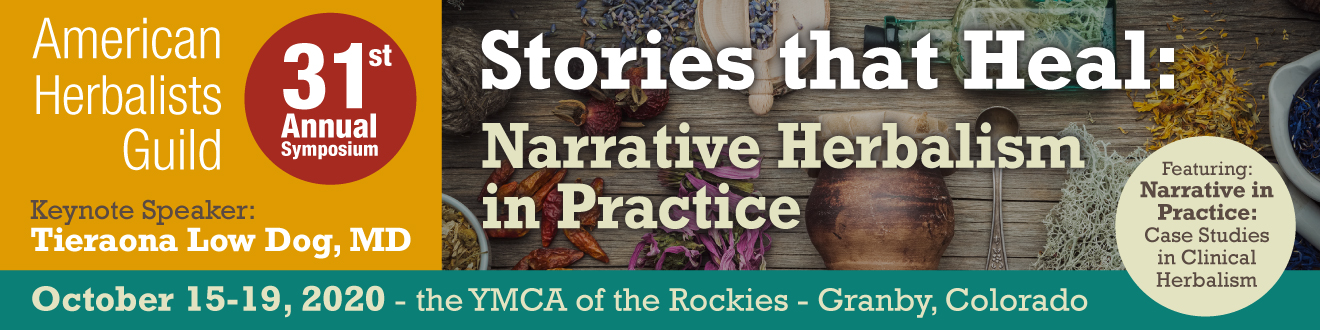 American
Herbalists
Guild
31st
Annual
Symposium
Keynote Speaker:
Tieraona Low Dog, MD
Stories that Heal:
Narrative Herbalism
in Practice
Featuring:
Narrative in
Practice:
Case Studies
in Clinical
Herbalism
October 15-19, 2020 - the YMCA of the Rockies - Granby, Colorado